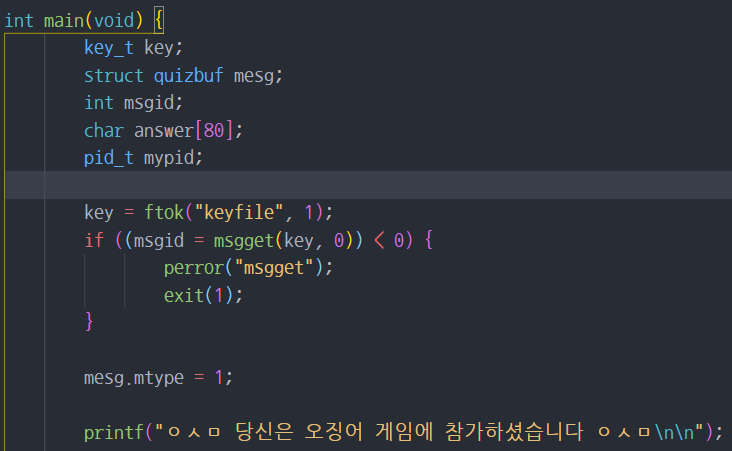 int main(void) {
key_t key;
struct quizbuf mesg;
int msgid;
char answer[80];
pid_t mypid;
key = ftok("keyfile", 1);
if ((msgid = msgget(key, 0)) < 0) {
perror("msgget");
exit(1);
}
mesg.mtype = 1;
printf("ㅇㅅㅁ 당신은 오징어 게임에 참가하셨습니다 ㅇㅅㅁ\n\n");